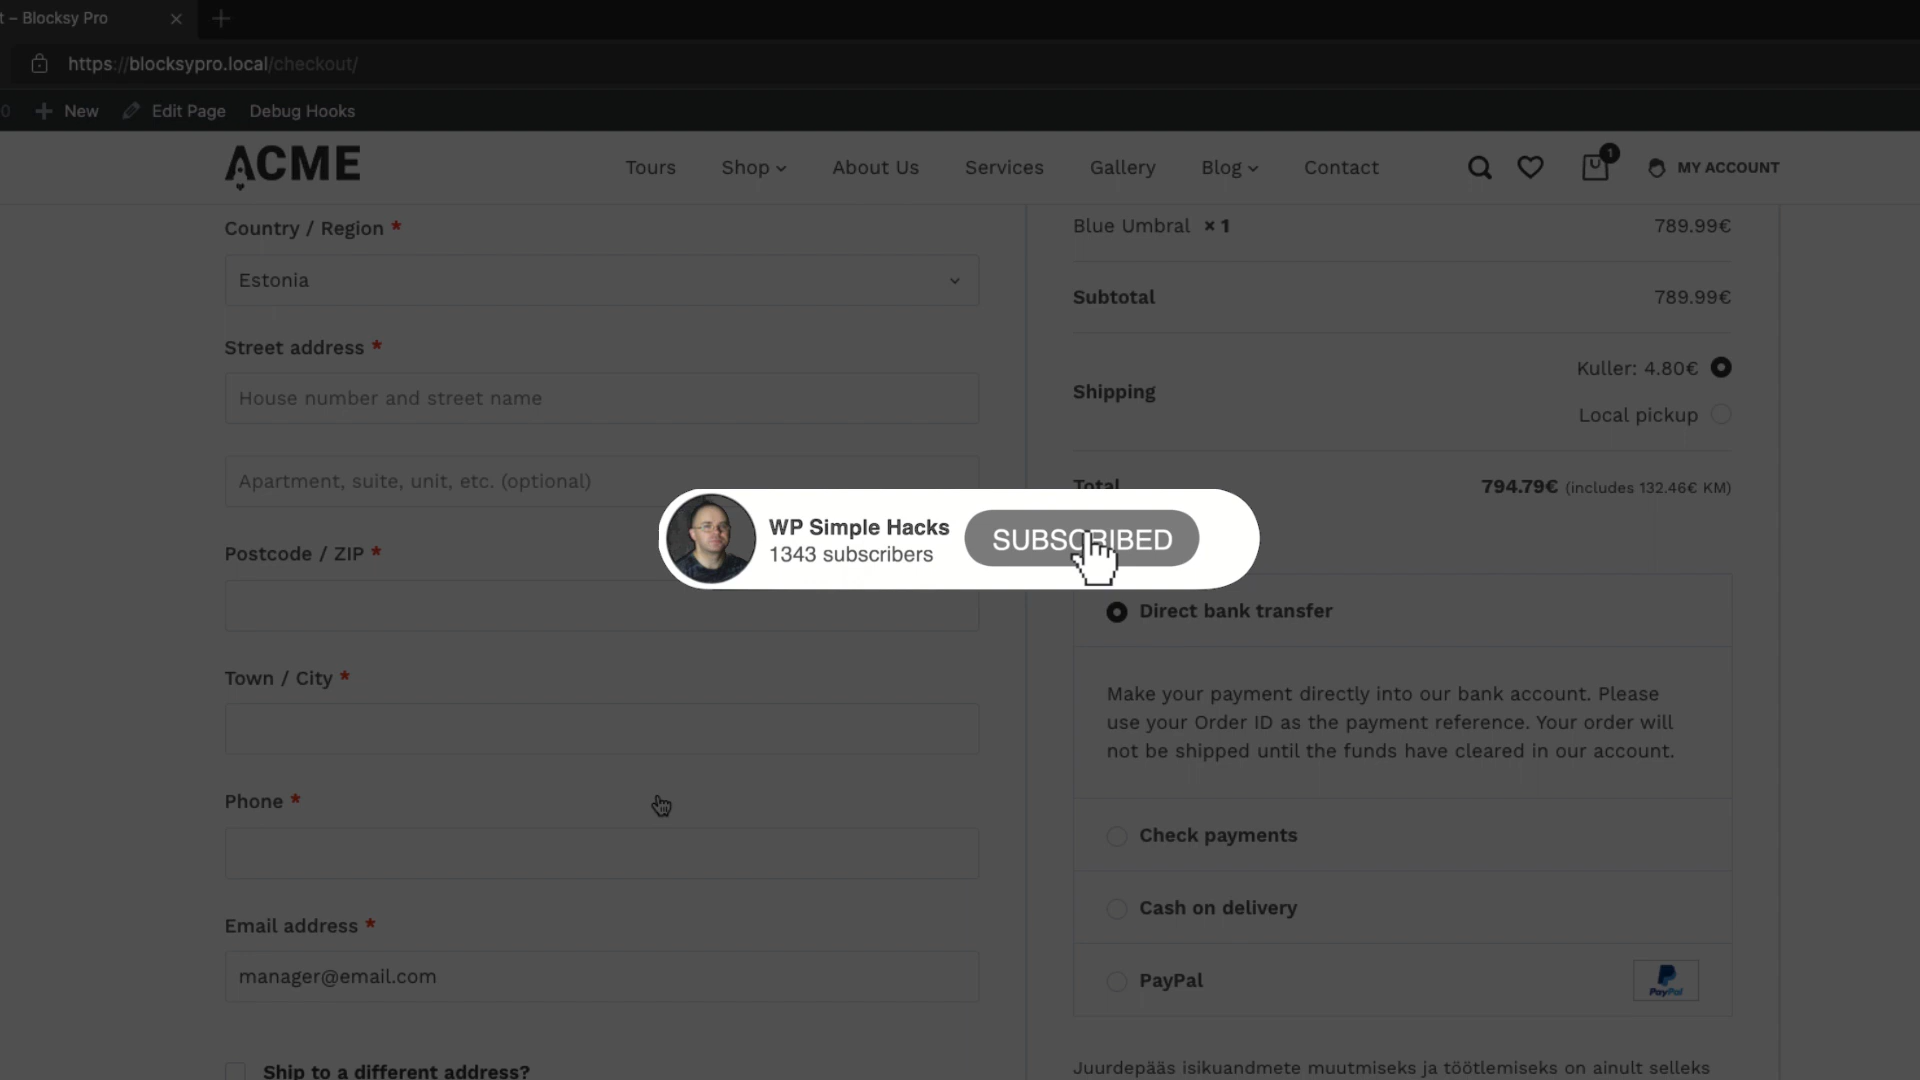 t – Blocksy Pro
https://blocksypro.local/checkout/
0 New Edit Page Debug Hooks
ACME
Tours Shop About Us Services Gallery Blog Contact
1
MY ACCOUNT
Country / Region *
Estonia
Street address *
House number and street name
Apartment, suite, unit, etc. (optional)
Postcode / ZIP *
Town / City *
Phone *
Email address *
manager@email.com
Ship to a different address?
Blue Umbral × 1 789.99€
Subtotal 789.99€
Shipping
Kuller: 4.80€
Local pickup
Total 794.79€ (includes 132.46€ KM)
WP Simple Hacks
1343 subscribers
SUBSCRIBED
Direct bank transfer
Make your payment directly into our bank account. Please
use your Order ID as the payment reference. Your order will
not be shipped until the funds have cleared in our account.
Check payments
Cash on delivery
PayPal
PayPal
Juurdepääs isikuandmete muutmiseks ja töötlemiseks on ainult selleks